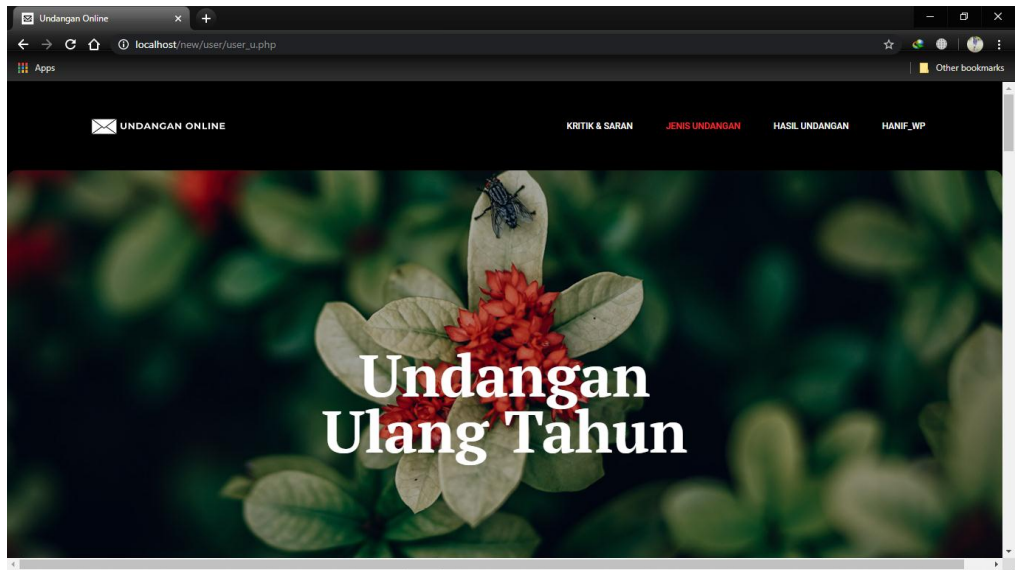 Undangan Online
localhost/new/user/user_u.php
Apps
Other bookmarks
UNDANGAN ONLINE
KRITIK & SARAN
JENIS UNDANGAN
HASIL UNDANGAN
HANIF_WP
Undangan
Ulang Tahun